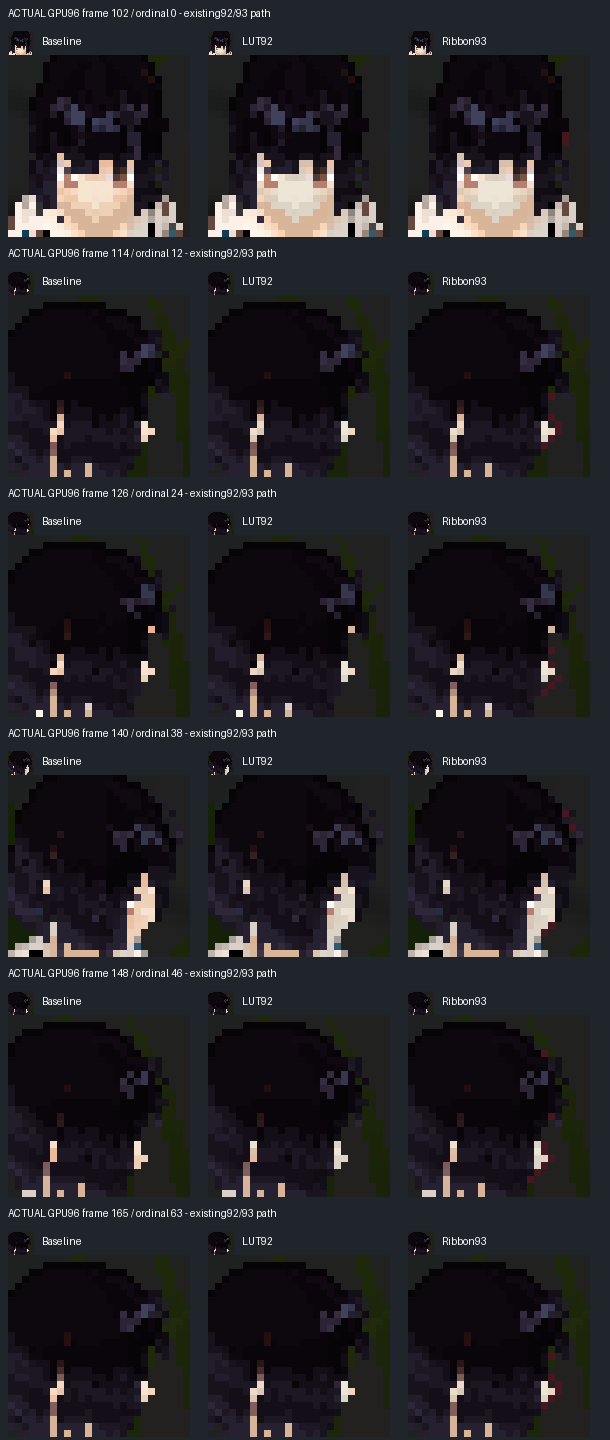 ACTUAL GPU96 frame 102 / ordinal 0 - existing92/93 path
Baseline LUT92 Ribbon93
ACTUAL GPU96 frame 114 / ordinal 12 - existing92/93 path
Baseline LUT92 Ribbon93
ACTUAL GPU96 frame 126 / ordinal 24 - existing92/93 path
Baseline LUT92 Ribbon93
ACTUAL GPU96 frame 140 / ordinal 38 - existing92/93 path
Baseline LUT92 Ribbon93
ACTUAL GPU96 frame 148 / ordinal 46 - existing92/93 path
Baseline LUT92 Ribbon93
ACTUAL GPU96 frame 165 / ordinal 63 - existing92/93 path
Baseline LUT92 Ribbon93